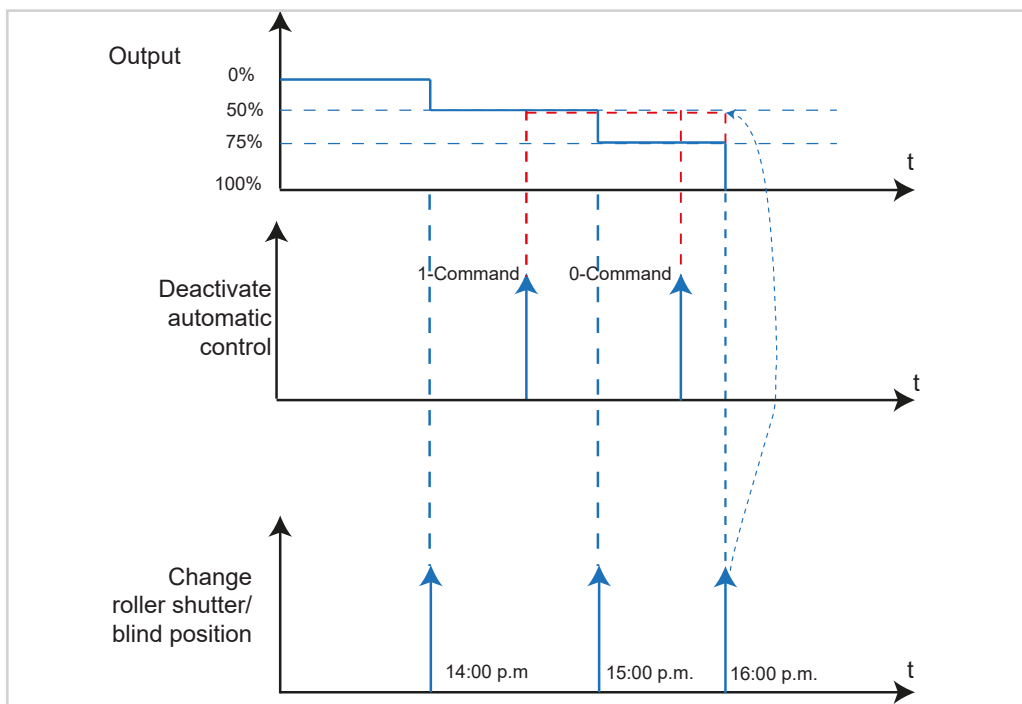 Output
0%
50%
75%
100%
t
1-Command
0-Command
Deactivate
automatic
control
t
Change
roller shutter/
blind position
14:00 p.m
15:00 p.m.
16:00 p.m.
t